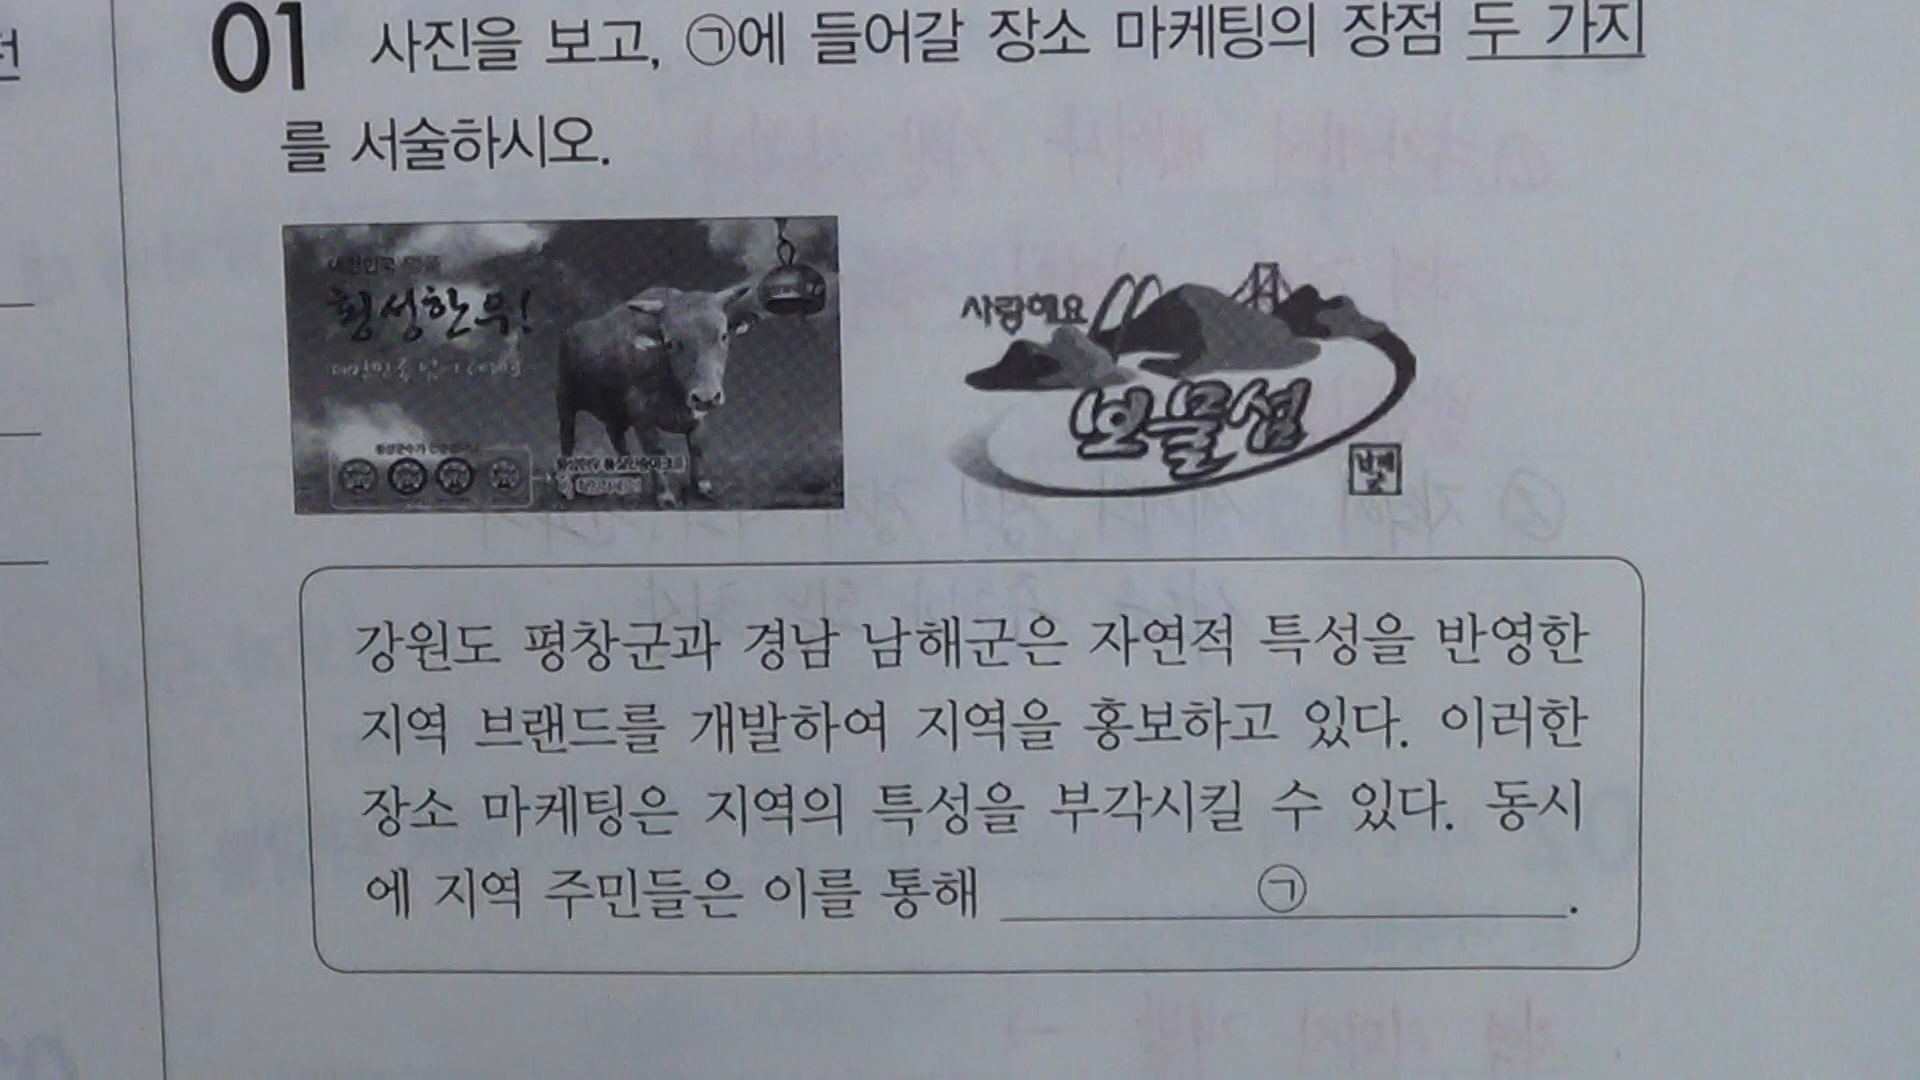 01 사진을 보고, ㉠에 들어갈 장소 마케팅의 장점 두 가지
를 서술하시오.
대한민국 명품
횡성한우!
사랑해요
보물섬
강원도 평창군과 경남 남해군은 자연적 특성을 반영한
지역 브랜드를 개발하여 지역을 홍보하고 있다. 이러한
장소 마케팅은 지역의 특성을 부각시킬 수 있다. 동시
에 지역 주민들은 이를 통해 ㉠.